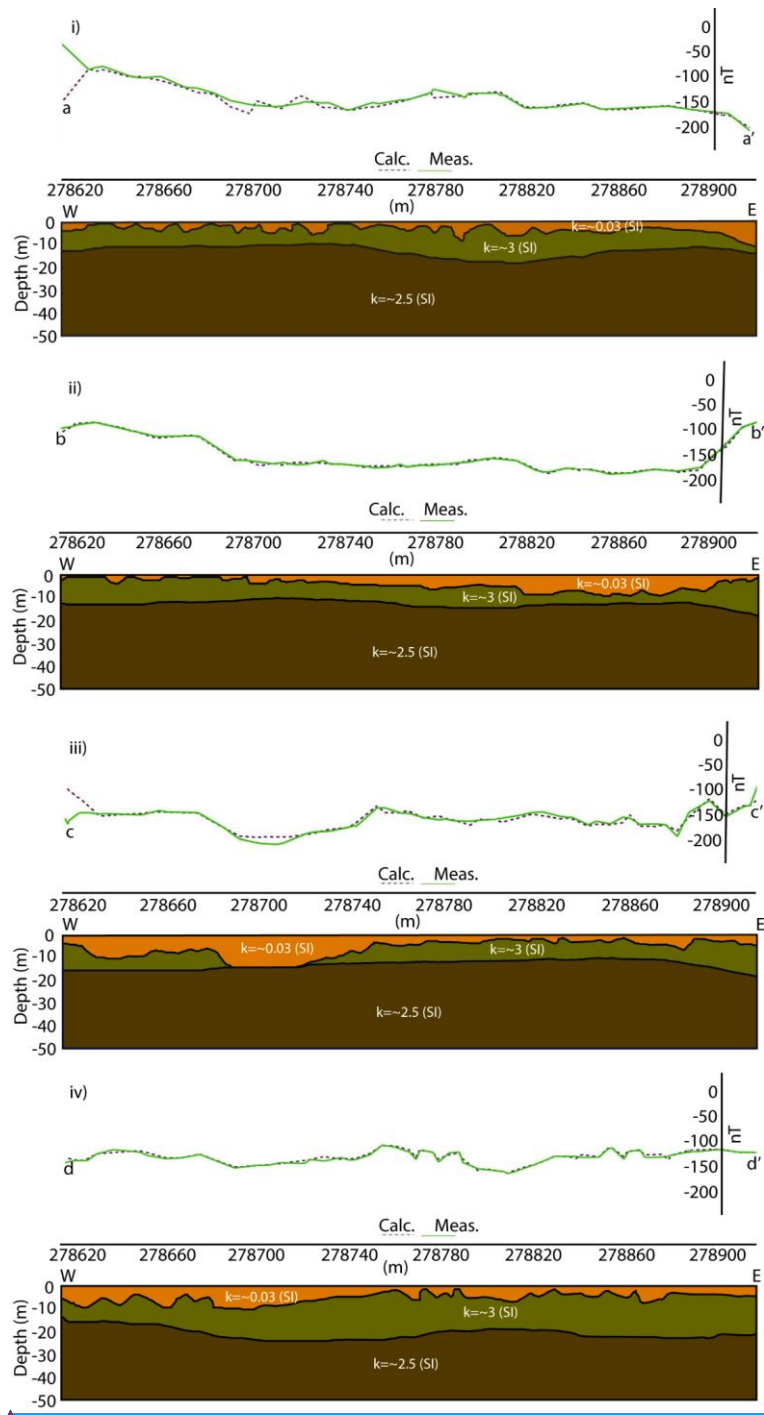 i)
0
-50
-100
-150
-200
nT
a
a'
Calc. Meas.
278620 278660 278700 278740 278780 278820 278860 278900
(m)
W E
0
-10
-20
-30
-40
-50
Depth (m)
k=~0.03 (SI)
k=~3 (SI)
k=~2.5 (SI)
ii)
0
-50
-100
-150
-200
nT
b
b'
Calc. Meas.
278620 278660 278700 278740 278780 278820 278860 278900
(m)
W E
0
-10
-20
-30
-40
-50
Depth (m)
k=~0.03 (SI)
k=~3 (SI)
k=~2.5 (SI)
iii)
0
-50
-100
-150
-200
nT
c
c'
Calc. Meas.
278620 278660 278700 278740 278780 278820 278860 278900
(m)
W E
0
-10
-20
-30
-40
-50
Depth (m)
k=~0.03 (SI)
k=~3 (SI)
k=~2.5 (SI)
iv)
0
-50
-100
-150
-200
nT
d
d'
Calc. Meas.
278620 278660 278700 278740 278780 278820 278860 278900
(m)
W E
0
-10
-20
-30
-40
-50
Depth (m)
k=~0.03 (SI)
k=~3 (SI)
k=~2.5 (SI)